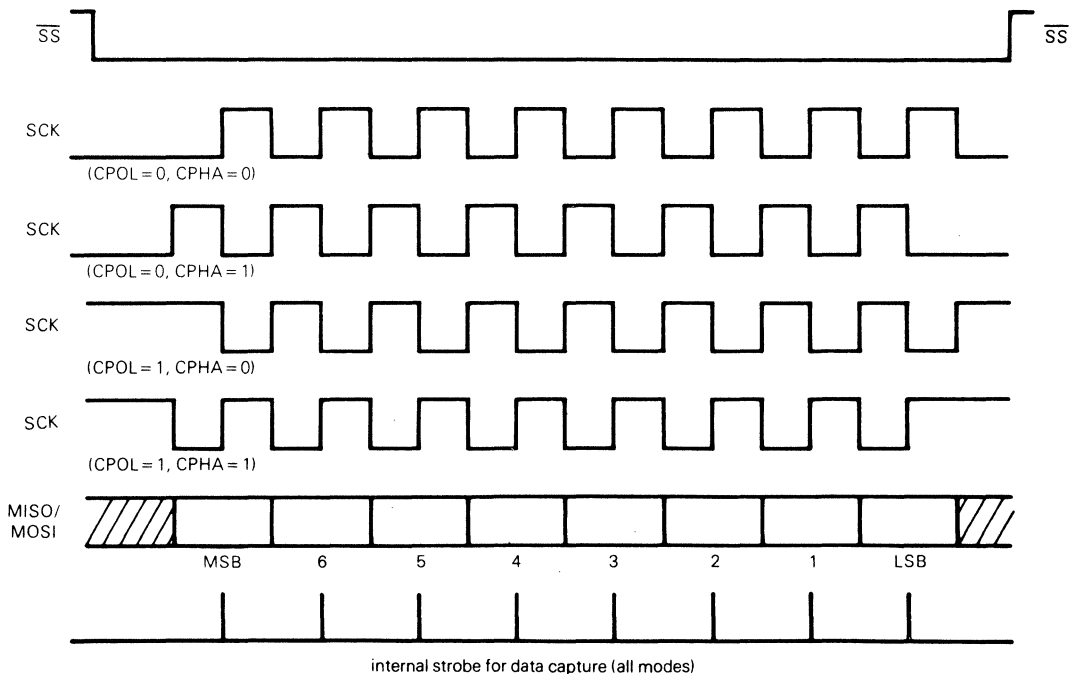 SS SS
SCK
(CPOL=0, CPHA=0)
SCK
(CPOL=0, CPHA=1)
SCK
(CPOL=1, CPHA=0)
SCK
(CPOL=1, CPHA=1)
MISO/
MOSI
MSB 6 5 4 3 2 1 LSB
internal strobe for data capture (all modes)